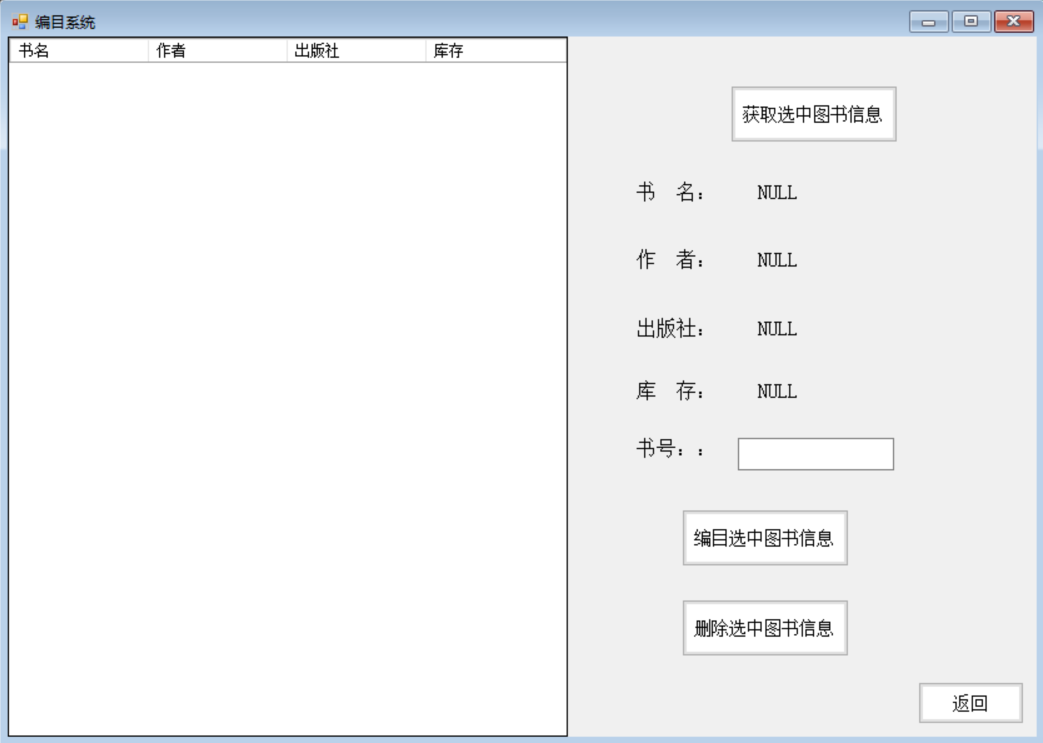 编目系统
书名 作者 出版社 库存
获取选中图书信息
书 名： NULL
作 者： NULL
出版社： NULL
库 存： NULL
书号：：
编目选中图书信息
删除选中图书信息
返回